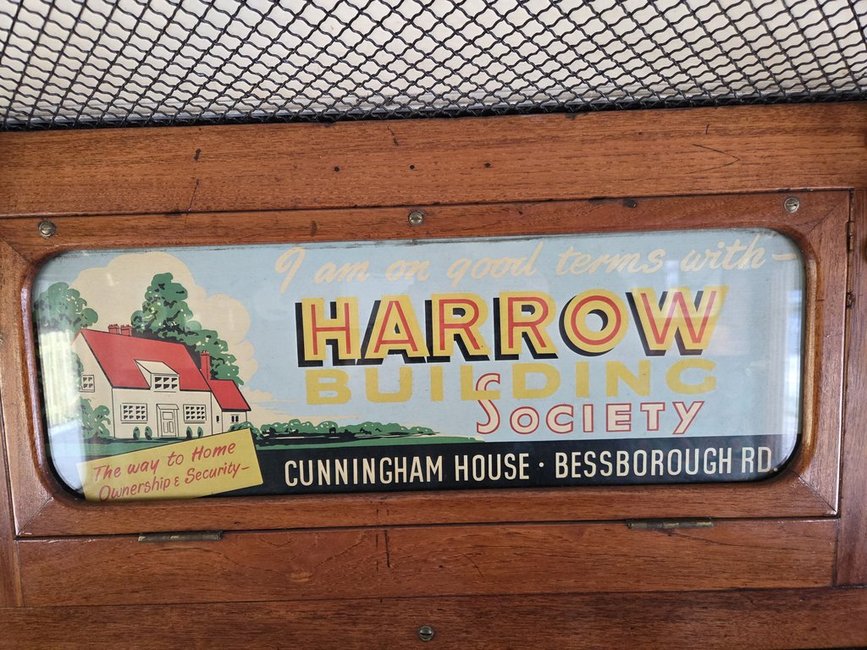 I am on good terms with-
HARROW
BUILDING
SOCIETY
The way to Home
Ownership & Security-
CUNNINGHAM HOUSE · BESSBOROUGH RD